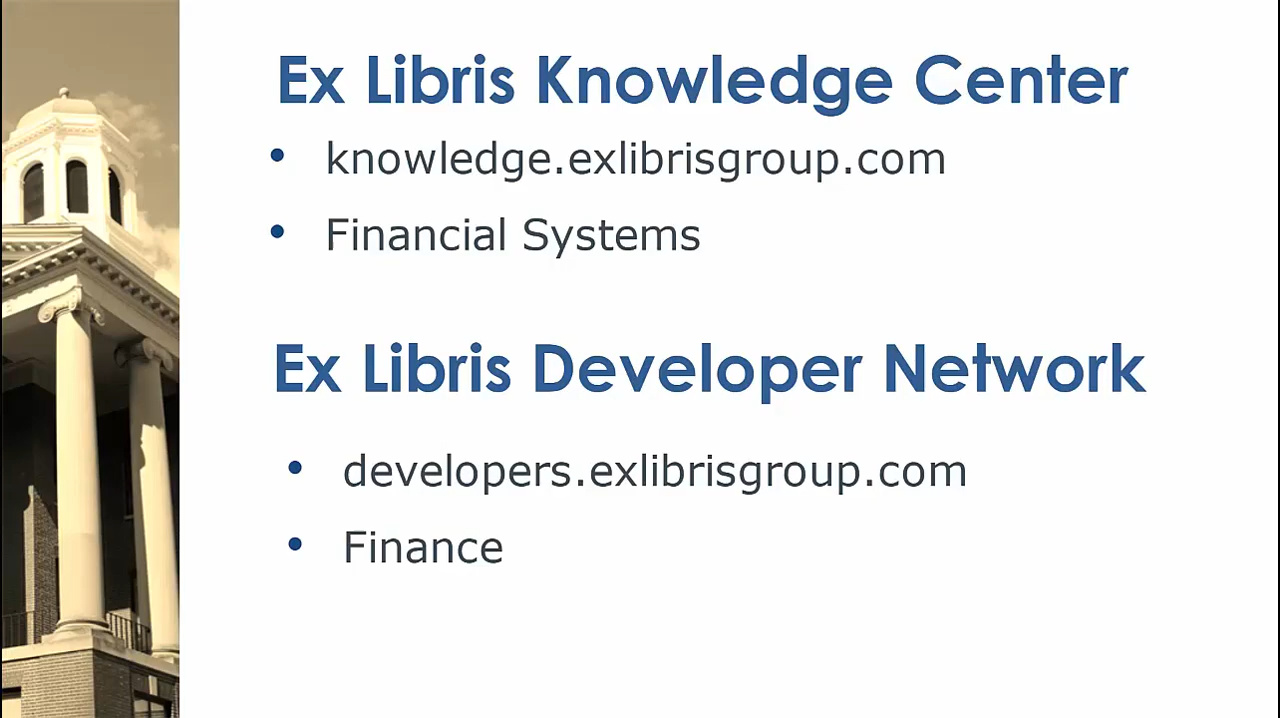 Ex Libris Knowledge Center
• knowledge.exlibrisgroup.com
• Financial Systems
Ex Libris Developer Network
• developers.exlibrisgroup.com
• Finance